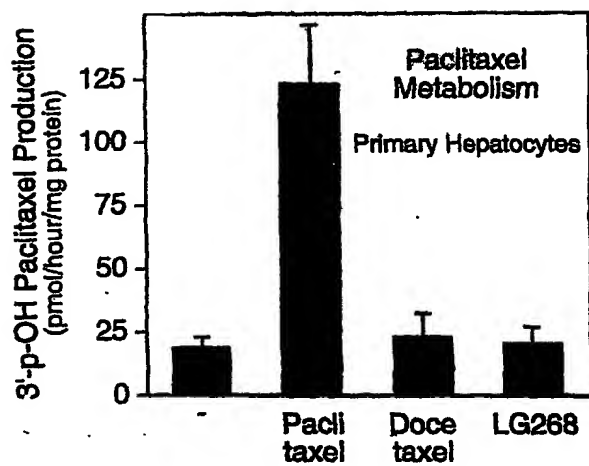 3'-p-OH Paclitaxel Production
(pmol/hour/mg protein)
125
100
75
50
25
0
Paclitaxel
Metabolism
Primary Hepatocytes
- Pacli Doce LG268
taxel taxel